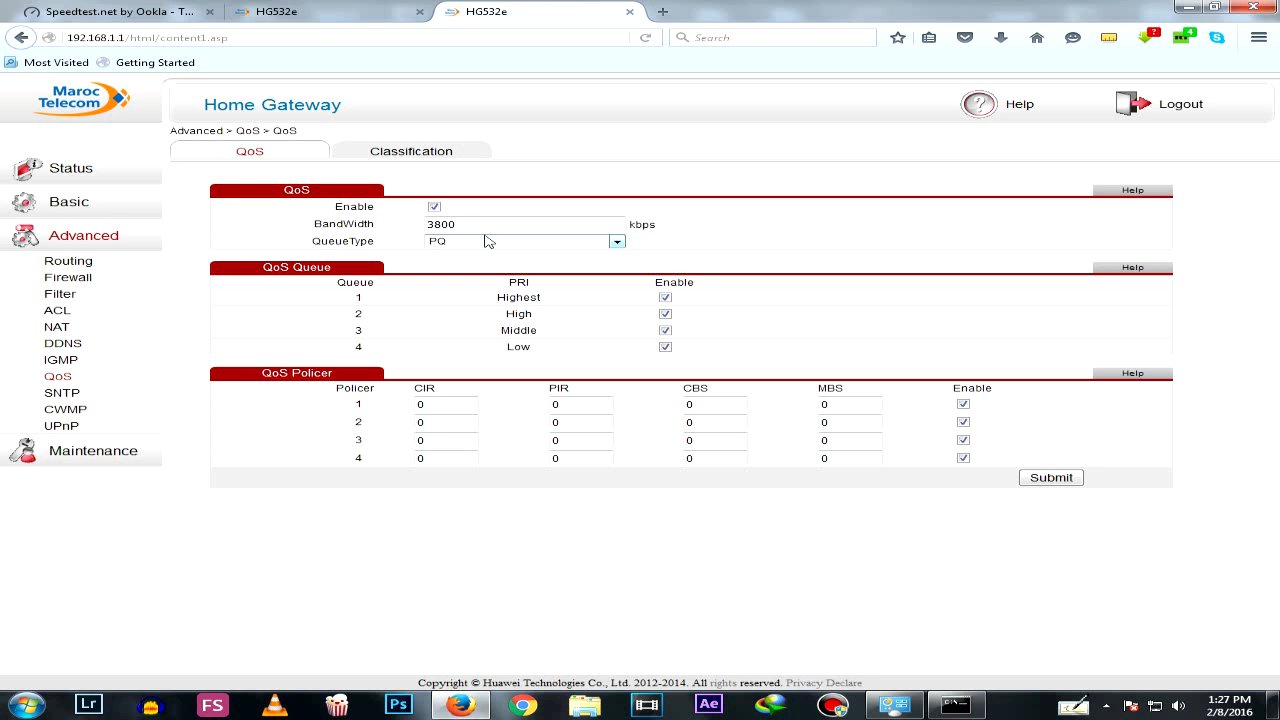 Speedtest.net by Ookla - T...
HG532e
HG532e
192.168.1.1/html/content1.asp
Search
? 4
Most Visited Getting Started
Maroc
Telecom
Home Gateway
? Help
Logout
Advanced > QoS > QoS
QoS Classification
Status
Basic
Advanced
Routing
Firewall
Filter
ACL
NAT
DDNS
IGMP
QoS
SNTP
CWMP
UPnP
Maintenance
QoS Help
Enable
BandWidth 3800 kbps
QueueType PQ
QoS Queue Help
Queue PRI Enable
1 Highest
2 High
3 Middle
4 Low
QoS Policer Help
Policer CIR PIR CBS MBS Enable
1 0 0 0 0
2 0 0 0 0
3 0 0 0 0
4 0 0 0 0
Submit
Copyright © Huawei Technologies Co., Ltd. 2012-2014. All rights reserved. Privacy Declare
Lr FS Ps Ae
1:27 PM
2/8/2016